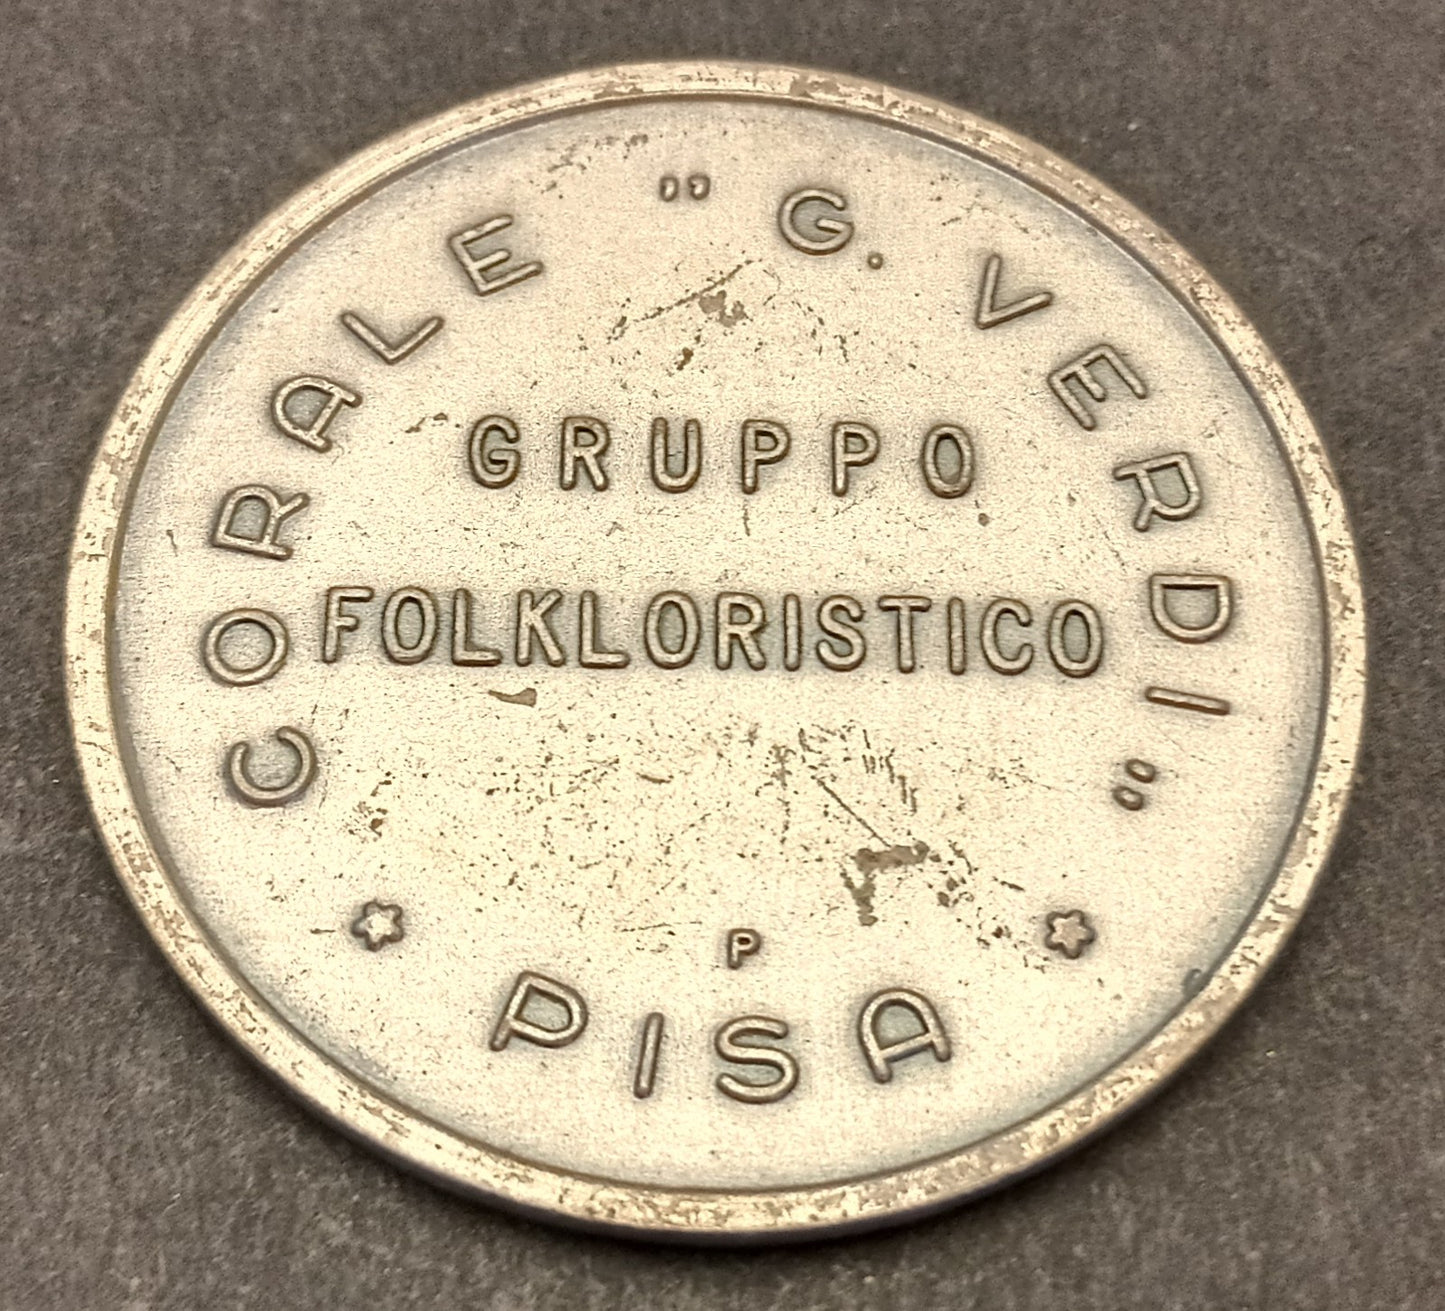 CORALE "G. VERDI"
GRUPPO
FOLKLORISTICO
P
PISA